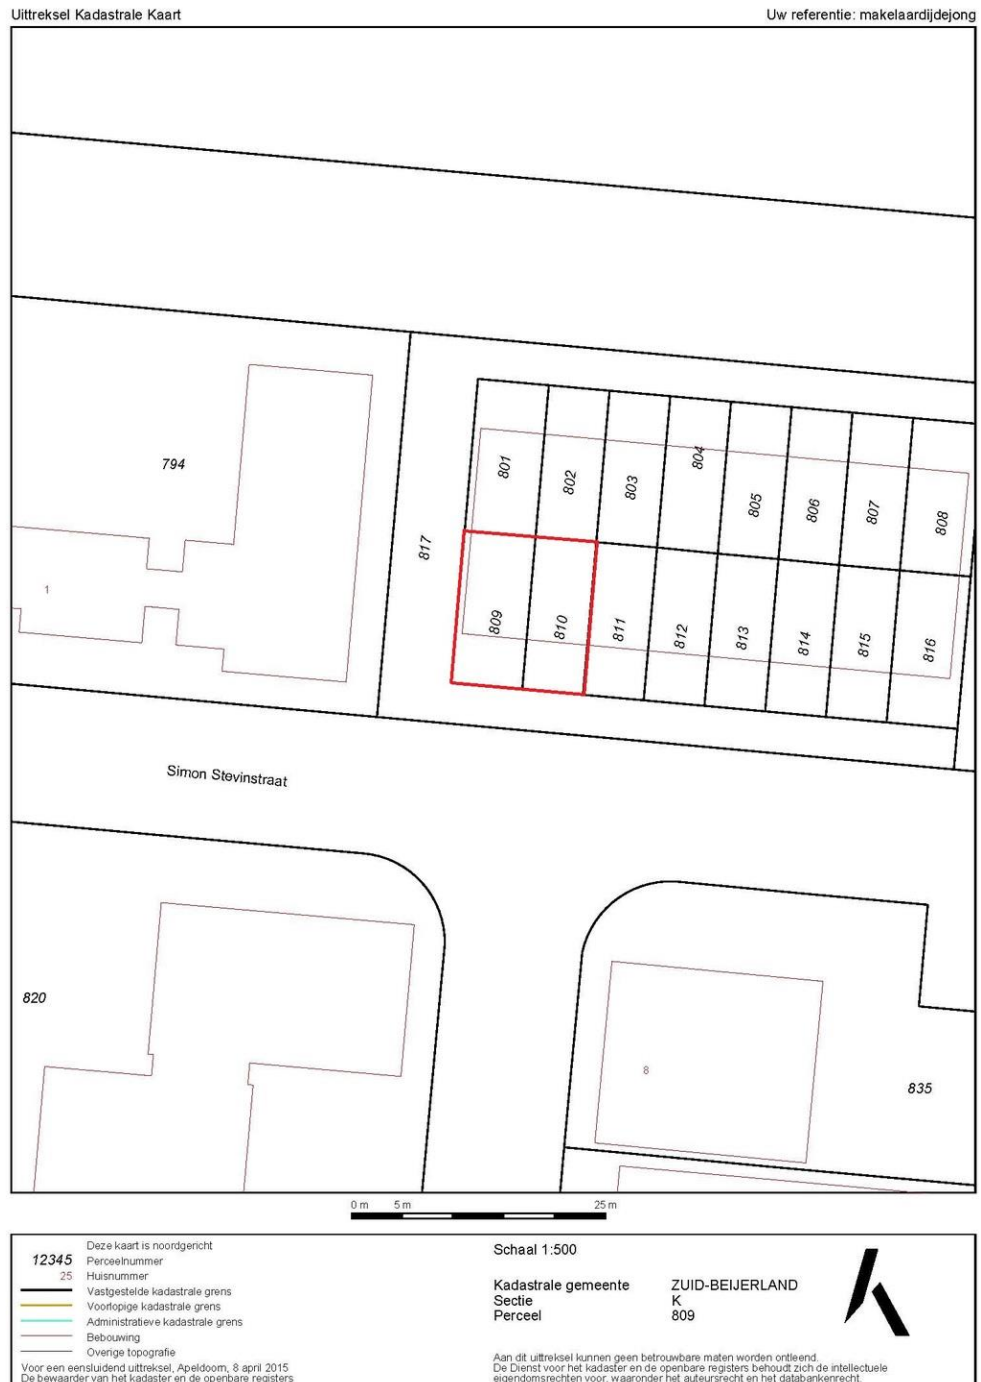 Uittreksel Kadastrale Kaart
Uw referentie: makelaardijdejong
794
801
802
803
804
805
806
807
808
817
1
809
810
811
812
813
814
815
816
Simon Stevinstraat
820
8
835
0 m 5 m 25 m
Deze kaart is noordgericht
12345 Perceelnummer
25 Huisnummer
Vastgestelde kadastrale grens
Voorlopige kadastrale grens
Administratieve kadastrale grens
Bebouwing
Overige topografie
Voor een eensluidend uittreksel, Apeldoorn, 8 april 2015
De bewaarder van het kadaster en de openbare registers
Schaal 1:500
Kadastrale gemeente ZUID-BEIJERLAND
Sectie K
Perceel 809
Aan dit uittreksel kunnen geen betrouwbare maten worden ontleend.
De Dienst voor het kadaster en de openbare registers behoudt zich de intellectuele
eigendomsrechten voor, waaronder het auteursrecht en het databankenrecht.